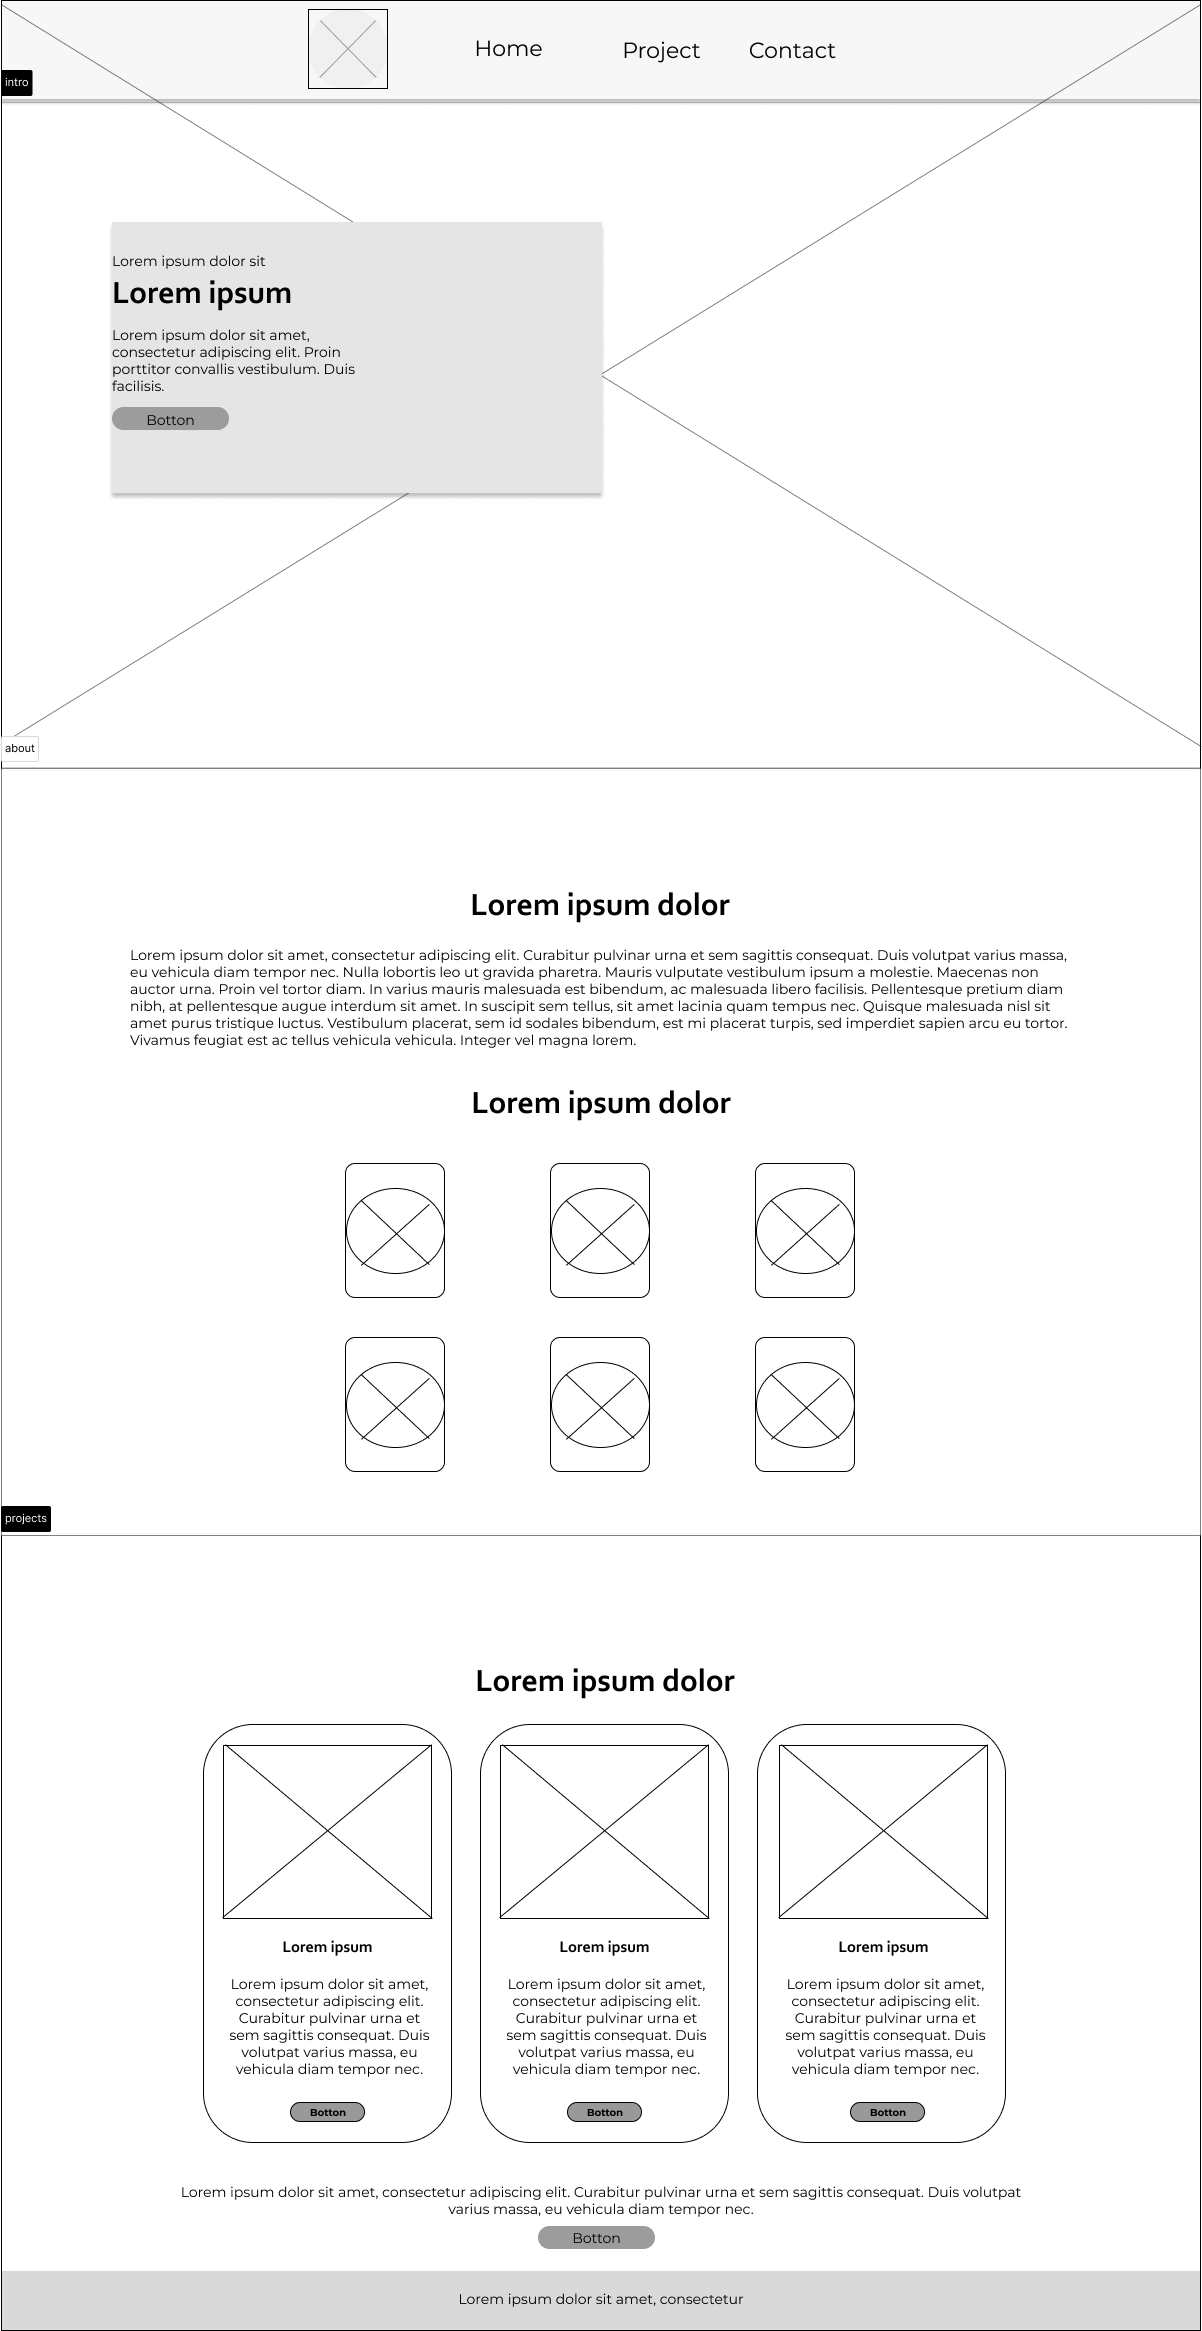 Home
Project
Contact
intro
Lorem ipsum dolor sit
Lorem ipsum
Lorem ipsum dolor sit amet,
consectetur adipiscing elit. Proin
porttitor convallis vestibulum. Duis
facilisis.
Botton
about
Lorem ipsum dolor
Lorem ipsum dolor sit amet, consectetur adipiscing elit. Curabitur pulvinar urna et sem sagittis consequat. Duis volutpat varius massa,
eu vehicula diam tempor nec. Nulla lobortis leo ut gravida pharetra. Mauris vulputate vestibulum ipsum a molestie. Maecenas non
auctor urna. Proin vel tortor diam. In varius mauris malesuada est bibendum, ac malesuada libero facilisis. Pellentesque pretium diam
nibh, at pellentesque augue interdum sit amet. In suscipit sem tellus, sit amet lacinia quam tempus nec. Quisque malesuada nisl sit
amet purus tristique luctus. Vestibulum placerat, sem id sodales bibendum, est mi placerat turpis, sed imperdiet sapien arcu eu tortor.
Vivamus feugiat est ac tellus vehicula vehicula. Integer vel magna lorem.
Lorem ipsum dolor
projects
Lorem ipsum dolor
Lorem ipsum
Lorem ipsum dolor sit amet,
consectetur adipiscing elit.
Curabitur pulvinar urna et
sem sagittis consequat. Duis
volutpat varius massa, eu
vehicula diam tempor nec.
Botton
Lorem ipsum
Lorem ipsum dolor sit amet,
consectetur adipiscing elit.
Curabitur pulvinar urna et
sem sagittis consequat. Duis
volutpat varius massa, eu
vehicula diam tempor nec.
Botton
Lorem ipsum
Lorem ipsum dolor sit amet,
consectetur adipiscing elit.
Curabitur pulvinar urna et
sem sagittis consequat. Duis
volutpat varius massa, eu
vehicula diam tempor nec.
Botton
Lorem ipsum dolor sit amet, consectetur adipiscing elit. Curabitur pulvinar urna et sem sagittis consequat. Duis volutpat
varius massa, eu vehicula diam tempor nec.
Botton
Lorem ipsum dolor sit amet, consectetur